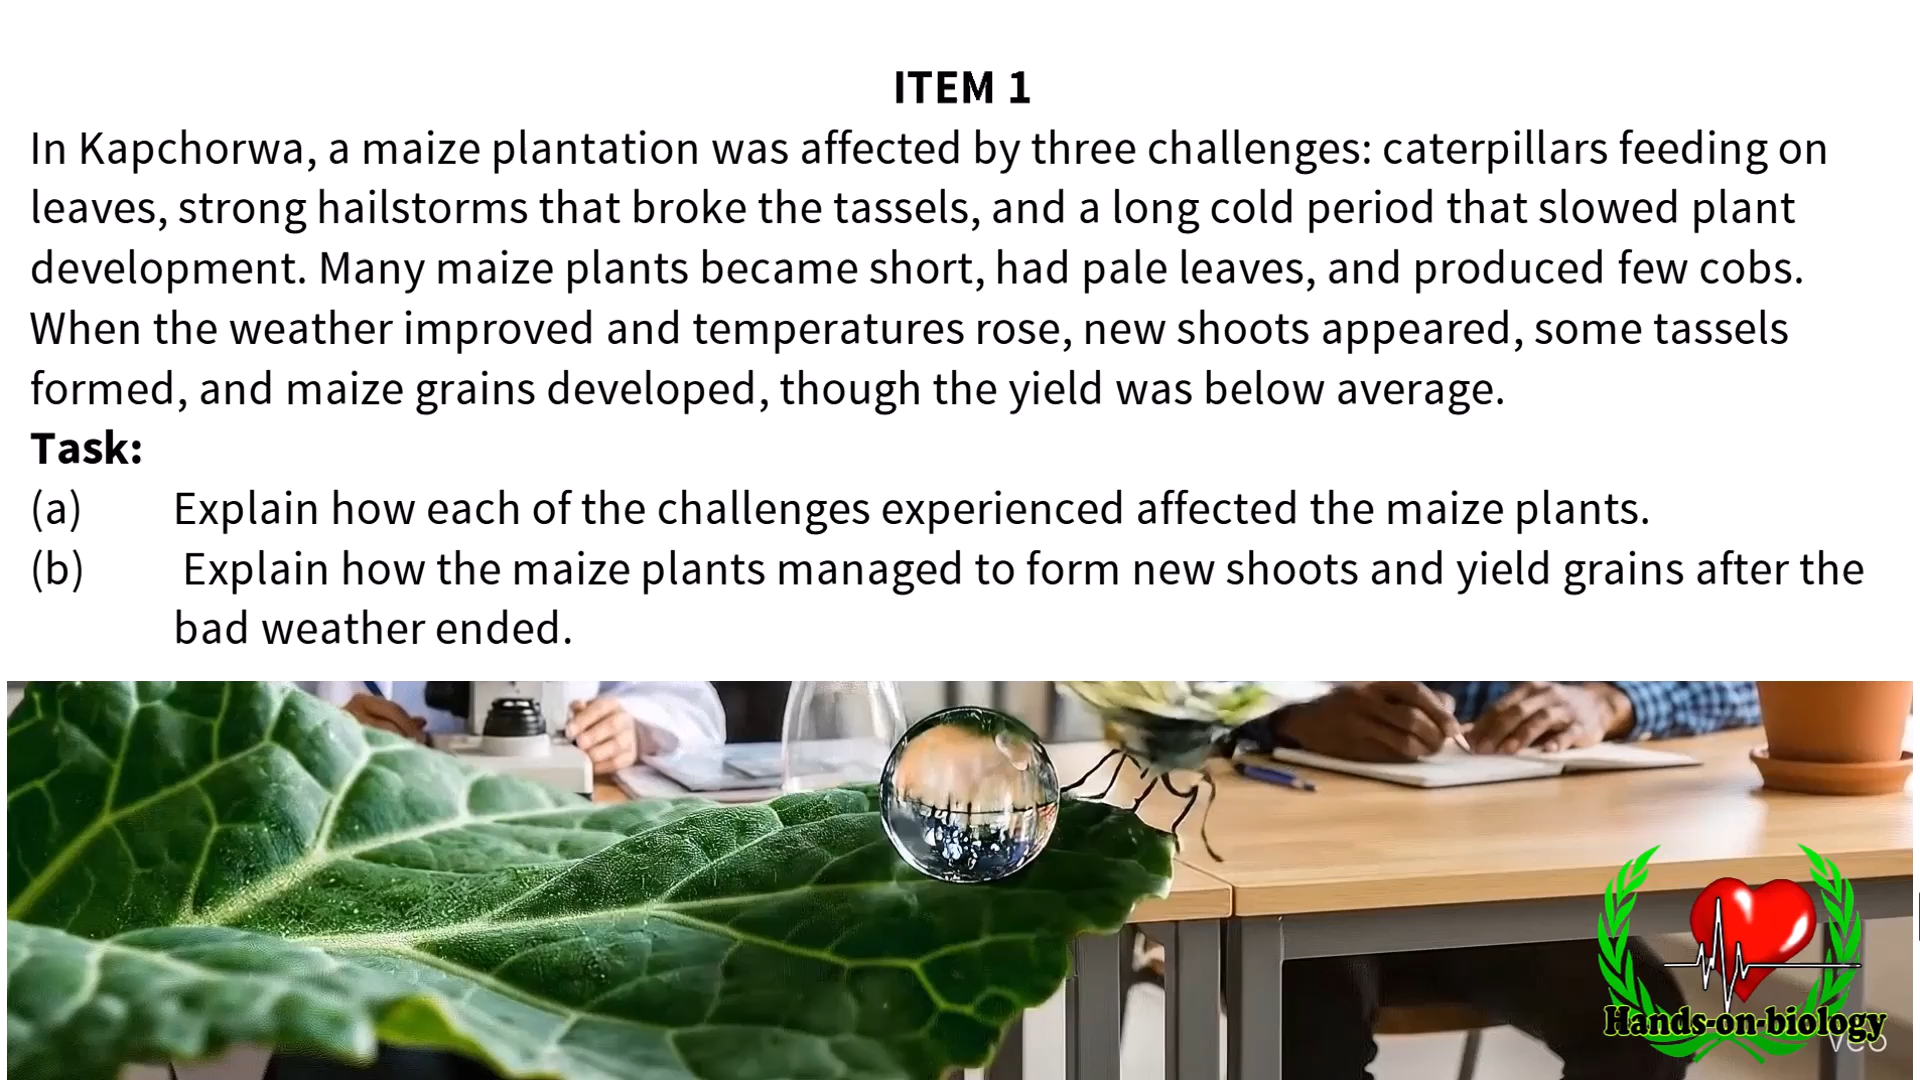 ITEM 1
In Kapchorwa, a maize plantation was affected by three challenges: caterpillars feeding on
leaves, strong hailstorms that broke the tassels, and a long cold period that slowed plant
development. Many maize plants became short, had pale leaves, and produced few cobs.
When the weather improved and temperatures rose, new shoots appeared, some tassels
formed, and maize grains developed, though the yield was below average.
Task:
(a) Explain how each of the challenges experienced affected the maize plants.
(b) Explain how the maize plants managed to form new shoots and yield grains after the
bad weather ended.
Hands-on-biology
Veo